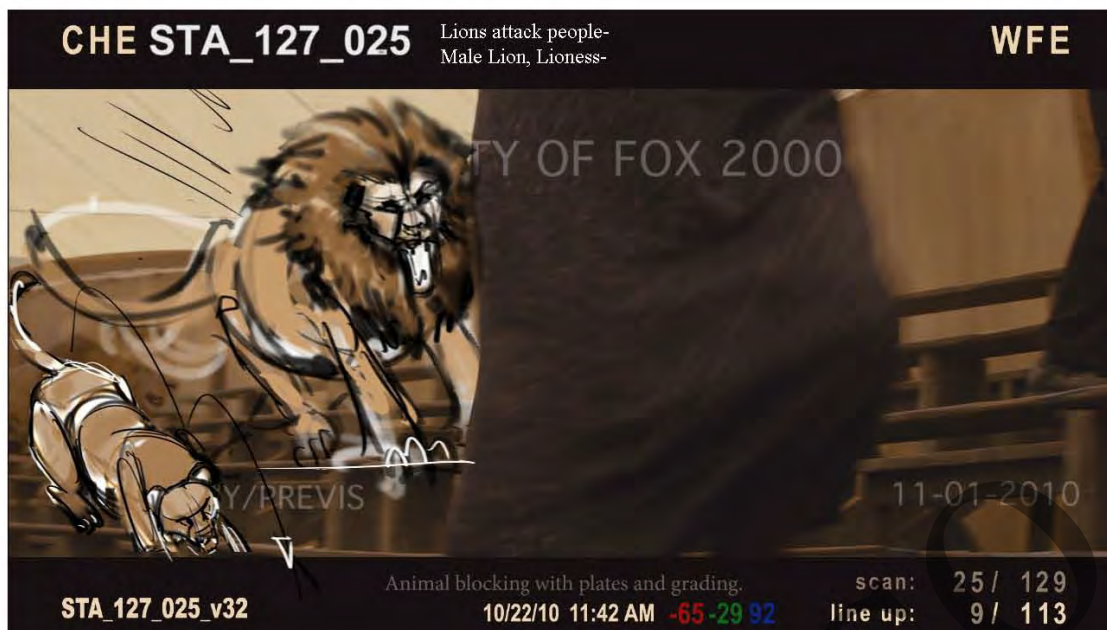 CHE STA_127_025
Lions attack people-
Male Lion, Lioness-
WFE
TY OF FOX 2000
Y/PREVIS
11-01-2010
Animal blocking with plates and grading.
STA_127_025_v32
10/22/10 11:42 AM -65 -29 92
scan: 25/ 129
line up: 9/ 113